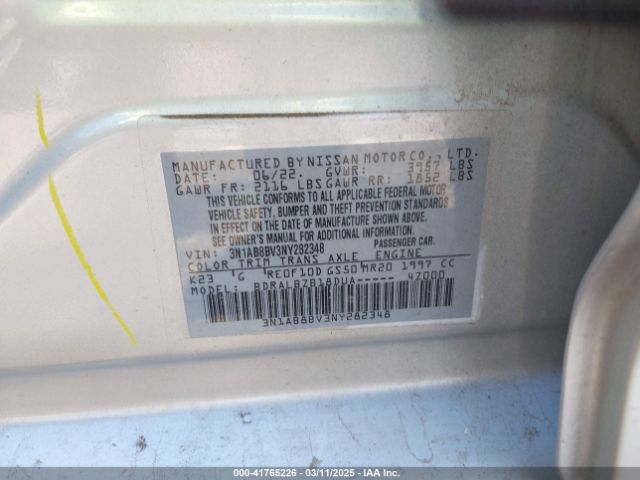 MANUFACTURED BY NISSAN MOTOR CO., LTD.
DATE: 06/22. GVWR: 3957 LBS
GAWR FR: 2116 LBS GAWR RR: 1852 LBS
THIS VEHICLE CONFORMS TO ALL APPLICABLE FEDERAL MOTOR
VEHICLE SAFETY, BUMPER AND THEFT PREVENTION STANDARDS
IN EFFECT ON THE DATE OF MANUFACTURE SHOWN ABOVE.
SEE OWNER'S MANUAL FOR ADDITIONAL INFORMATION.
VIN: 3N1AB8BV3NY282348 PASSENGER CAR.
COLOR TRIM TRANS AXLE ENGINE
K23 G RE0F10D GS50 MR20 1997 CC
MODEL: BDRALBZB18DUA----- 4Z000
3N1AB8BV3NY282348
000-41765226 - 03/11/2025 - IAA Inc.